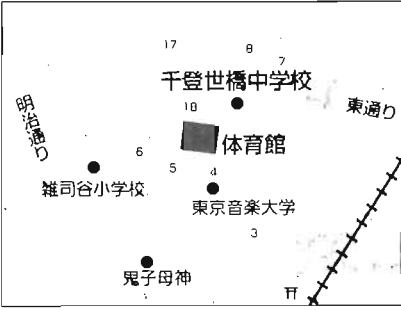 17
8
7
千登世橋中学校
明治通り
東通り
18
体育館
6
5
4
雑司谷小学校
東京音楽大学
3
鬼子母神